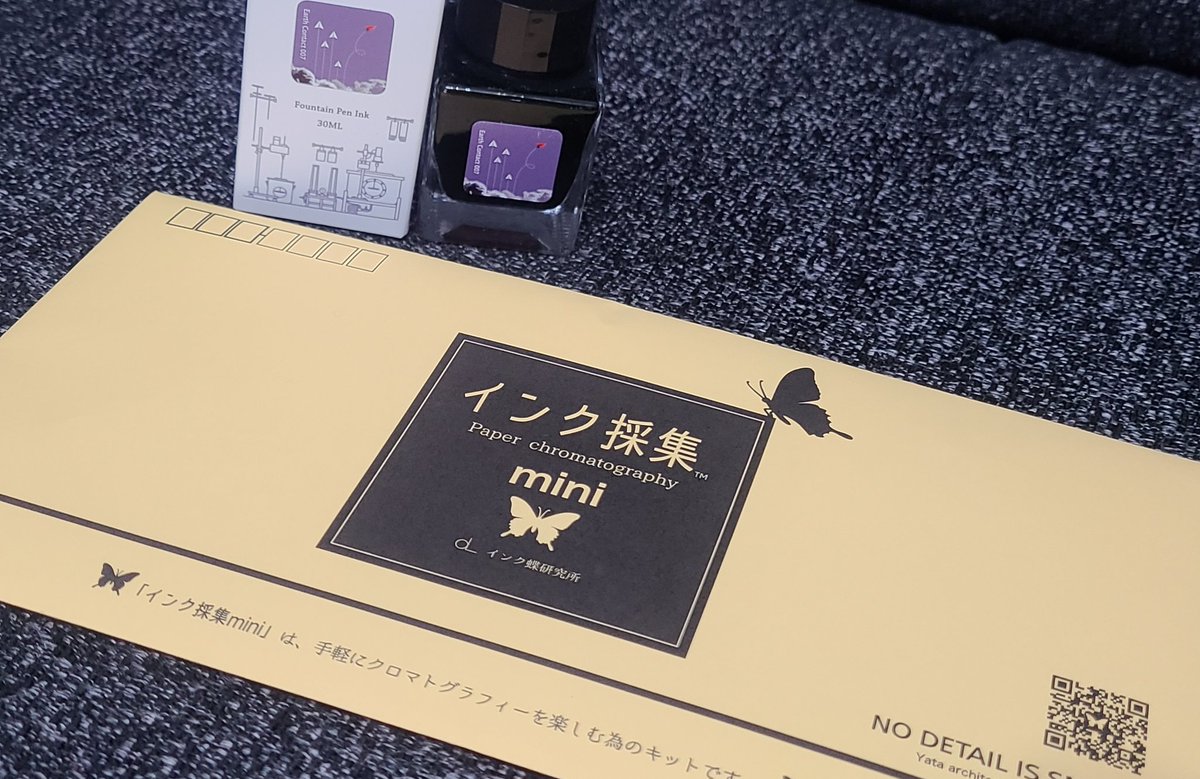 Earth Contact 007
Fountain Pen Ink
30ML
Earth Contact 007
インク採集™
Paper chromatography
mini
インク蝶研究所
「インク採集mini」は、手軽にクロマトグラフィーを楽しむ為のキットです
NO DETAIL IS
Yata